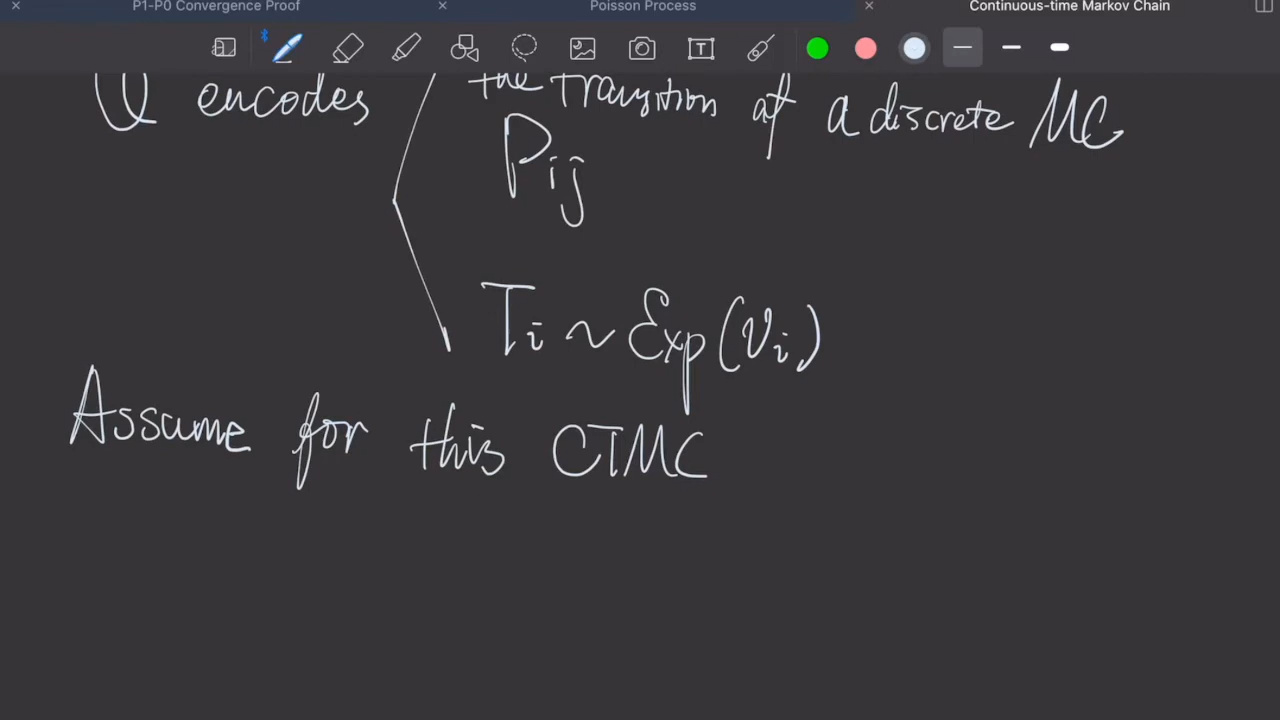 P1-P0 Convergence Proof Poisson Process Continuous-time Markov Chain
Q encodes the transition of a discrete MC
Pij
Ti ~ Exp(vi)
Assume for this CTMC